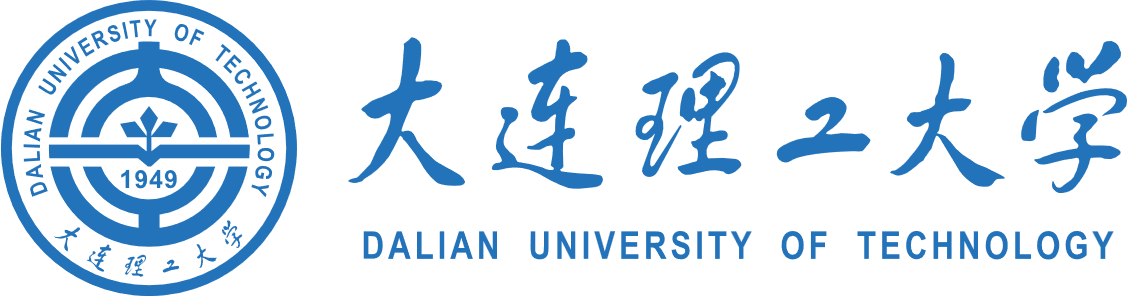 DALIAN UNIVERSITY OF TECHNOLOGY
1949
大连理工大学
大连理工大学
DALIAN UNIVERSITY OF TECHNOLOGY